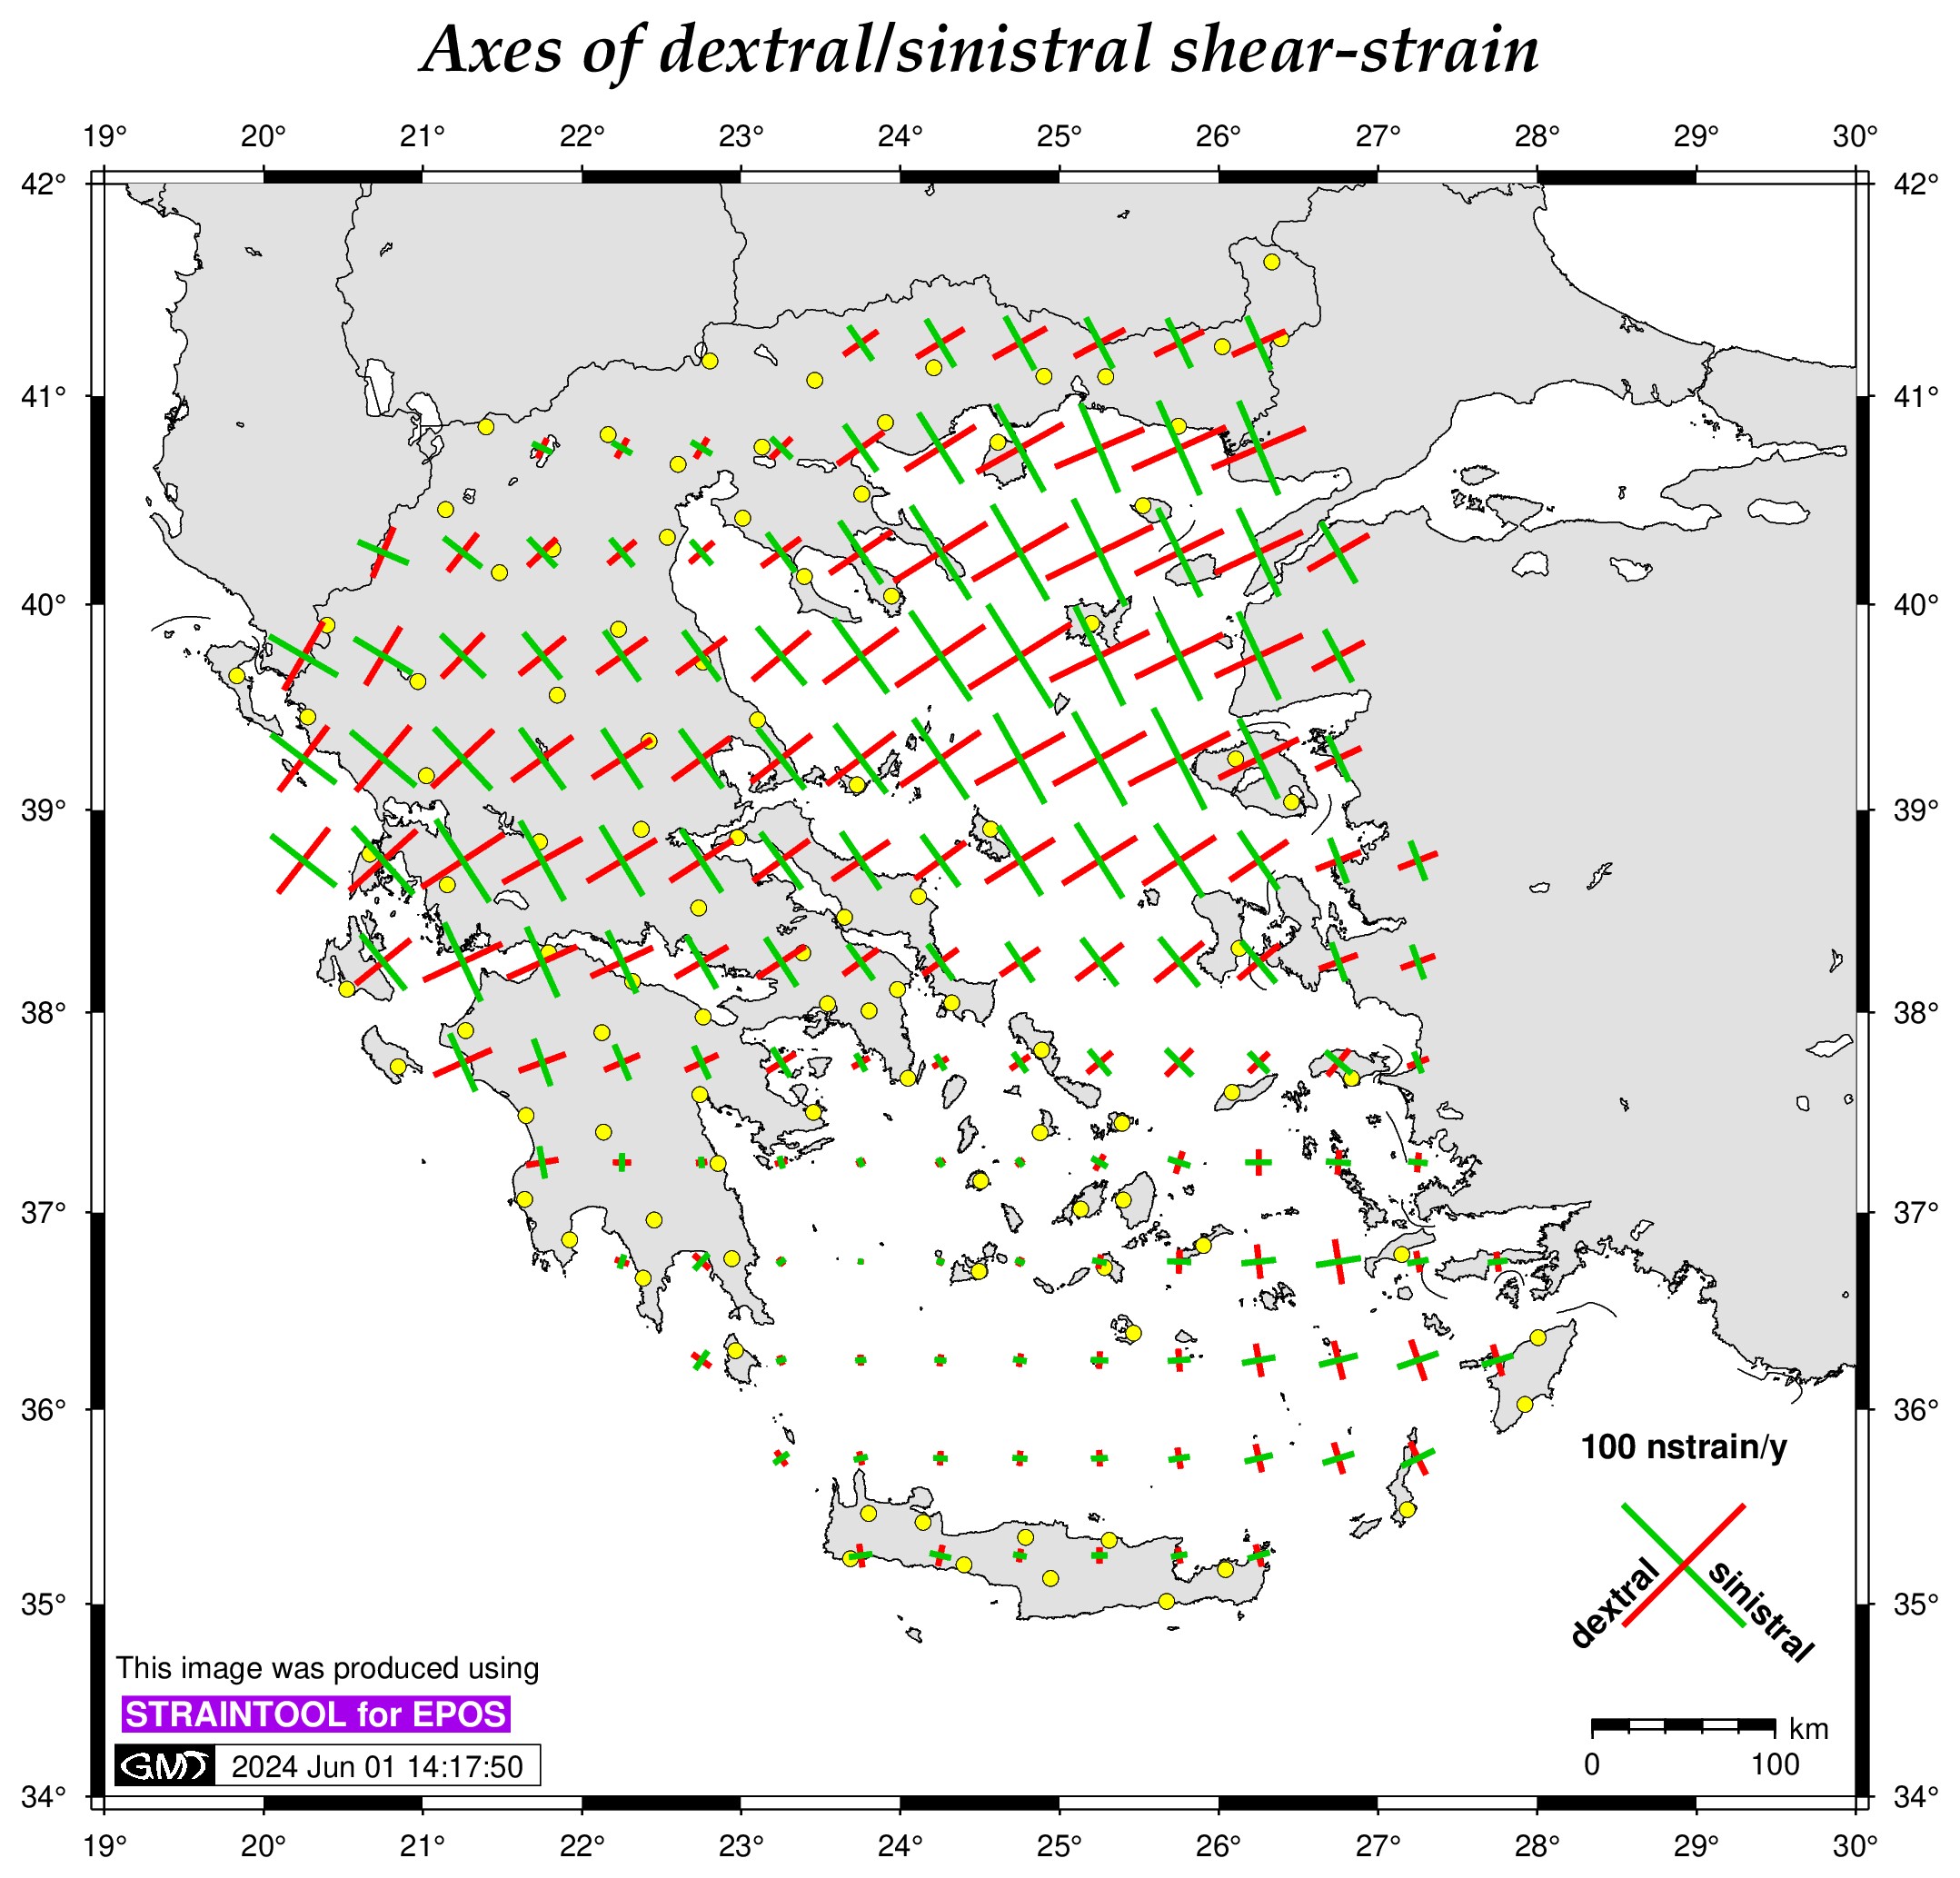 Axes of dextral/sinistral shear-strain
19° 20° 21° 22° 23° 24° 25° 26° 27° 28° 29° 30°
42° 42°
41° 41°
40° 40°
39° 39°
38° 38°
37° 37°
36° 36°
100 nstrain/y
dextral sinistral
35° 35°
This image was produced using
STRAINTOOL for EPOS
km
GMT 2024 Jun 01 14:17:50
0 100
34° 34°
19° 20° 21° 22° 23° 24° 25° 26° 27° 28° 29° 30°